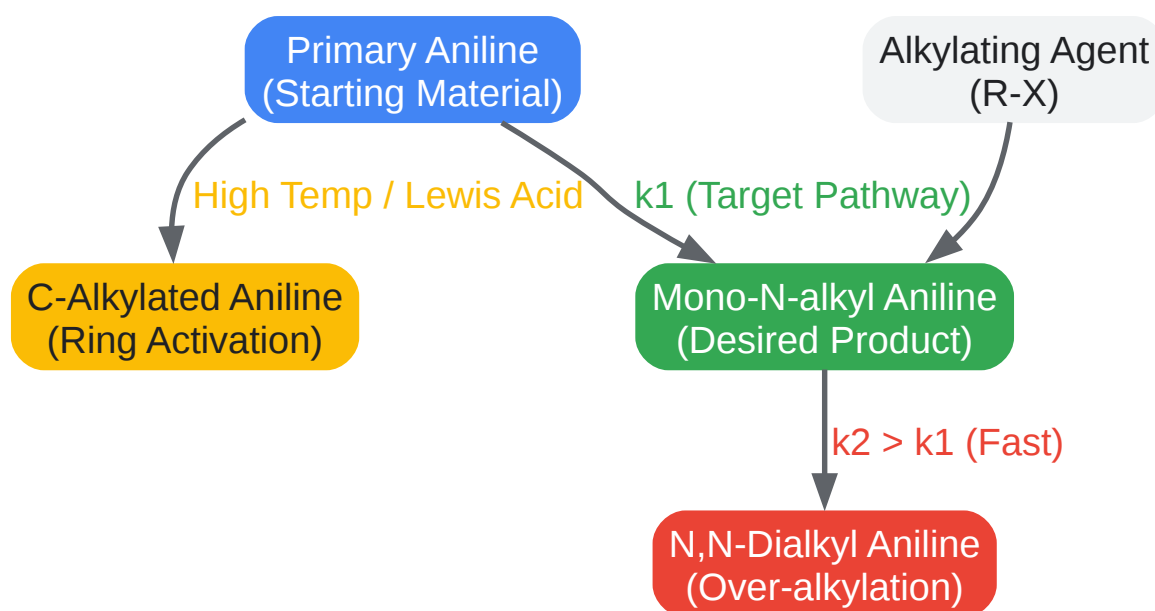 Primary Aniline
(Starting Material)
Alkylating Agent
(R-X)
High Temp / Lewis Acid
k1 (Target Pathway)
C-Alkylated Aniline
(Ring Activation)
Mono-N-alkyl Aniline
(Desired Product)
k2 > k1 (Fast)
N,N-Dialkyl Aniline
(Over-alkylation)